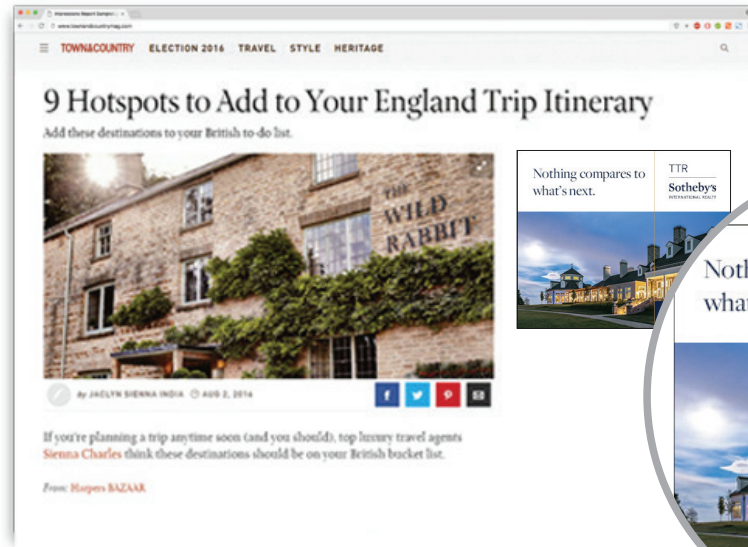 www.townandcountrymag.com
TOWN&COUNTRY ELECTION 2016 TRAVEL STYLE HERITAGE
9 Hotspots to Add to Your England Trip Itinerary
Add these destinations to your British to-do list.
THE
WILD
RABBIT
By JACLYN SIENNA INDIA AUG 2, 2016
If you're planning a trip anytime soon (and you should), top luxury travel agents
Sienna Charles think these destinations should be on your British bucket list.
From: Harpers BAZAAR
Nothing compares to
what's next.
TTR
Sotheby's
INTERNATIONAL REALTY
Noth
what